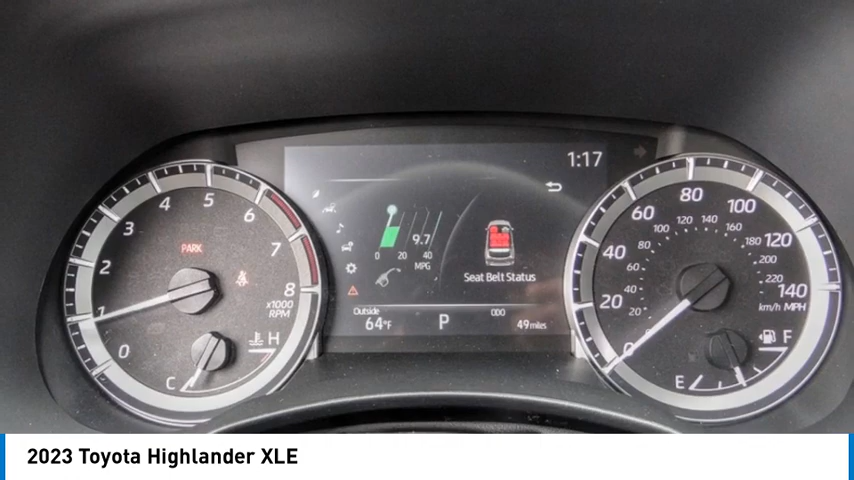 1:17
4 5
3 6
2 7
1 8
0
x1000
RPM
PARK
H
C
9.7
0 20 40
MPG
Seat Belt Status
Outside
64°F
P
ODO
49 miles
80
60 100
40 120
20 140
0
100 120 140
80 160
60 180
40 200
20 220
km/h MPH
F
E
2023 Toyota Highlander XLE